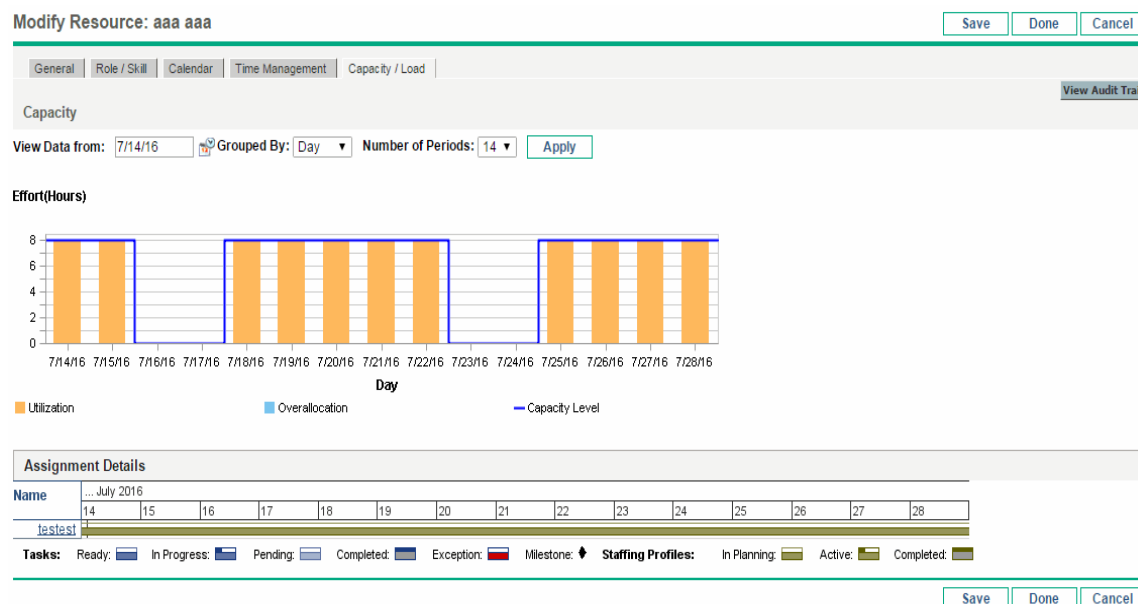 Modify Resource: aaa aaa
Save Done Cancel
General Role / Skill Calendar Time Management Capacity / Load
View Audit Tra
Capacity
View Data from: 7/14/16 Grouped By: Day Number of Periods: 14 Apply
Effort(Hours)
8
6
4
2
0
7/14/16 7/15/16 7/16/16 7/17/16 7/18/16 7/19/16 7/20/16 7/21/16 7/22/16 7/23/16 7/24/16 7/25/16 7/26/16 7/27/16 7/28/16
Day
Utilization Overallocation Capacity Level
Assignment Details
Name ... July 2016
14 15 16 17 18 19 20 21 22 23 24 25 26 27 28
testest
Tasks: Ready: In Progress: Pending: Completed: Exception: Milestone: Staffing Profiles: In Planning: Active: Completed:
Save Done Cancel